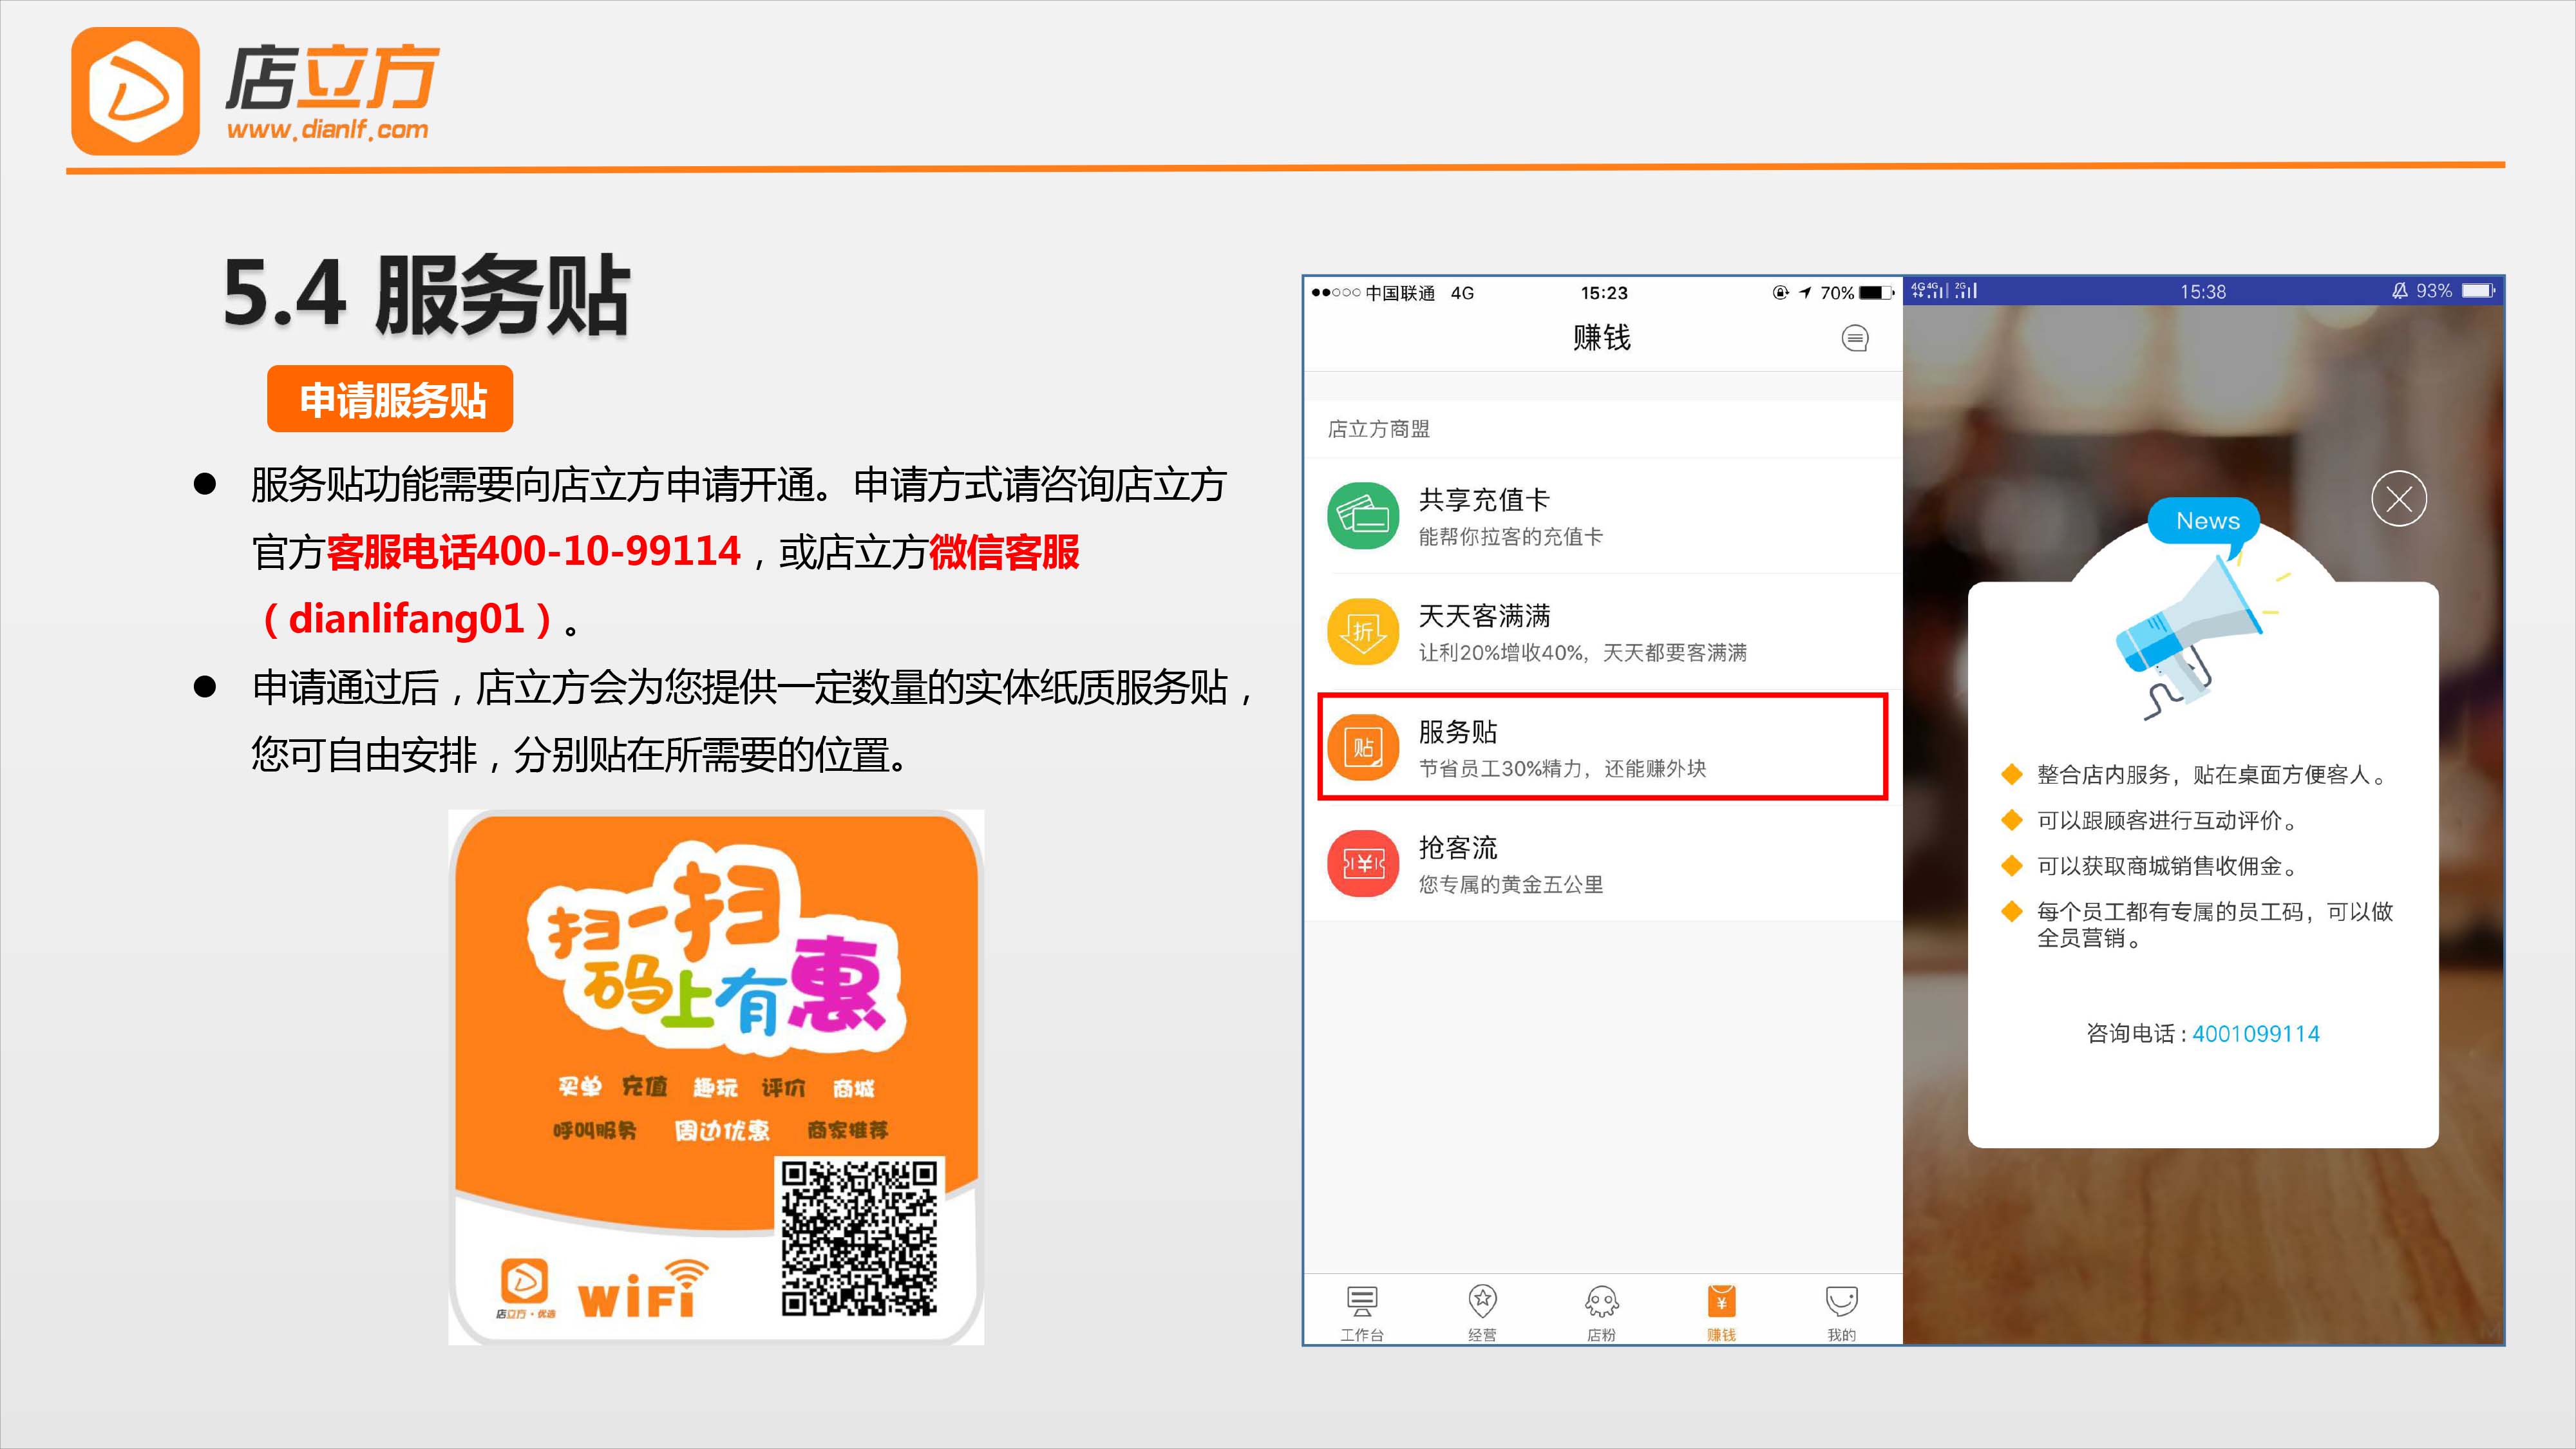 店立方
www.dianlf.com
5.4 服务贴
申请服务贴
● 服务贴功能需要向店立方申请开通。申请方式请咨询店立方
官方客服电话400-10-99114，或店立方微信客服
（dianlifang01）。
● 申请通过后，店立方会为您提供一定数量的实体纸质服务贴，
您可自由安排，分别贴在所需要的位置。
扫一扫
码上有惠
买单 充值 趣玩 评价 商城
呼叫服务 周边优惠 商家推荐
店立方·优选
WiFi
中国联通 4G 15:23 70%
赚钱
店立方商盟
共享充值卡
能帮你拉客的充值卡
折
天天客满满
让利20%增收40%，天天都要客满满
贴
服务贴
节省员工30%精力，还能赚外块
¥
抢客流
您专属的黄金五公里
¥
工作台 经营 店粉 赚钱 我的
4G 4G 2G 15:38 93%
News
整合店内服务，贴在桌面方便客人。
可以跟顾客进行互动评价。
可以获取商城销售收佣金。
每个员工都有专属的员工码，可以做
全员营销。
咨询电话：4001099114